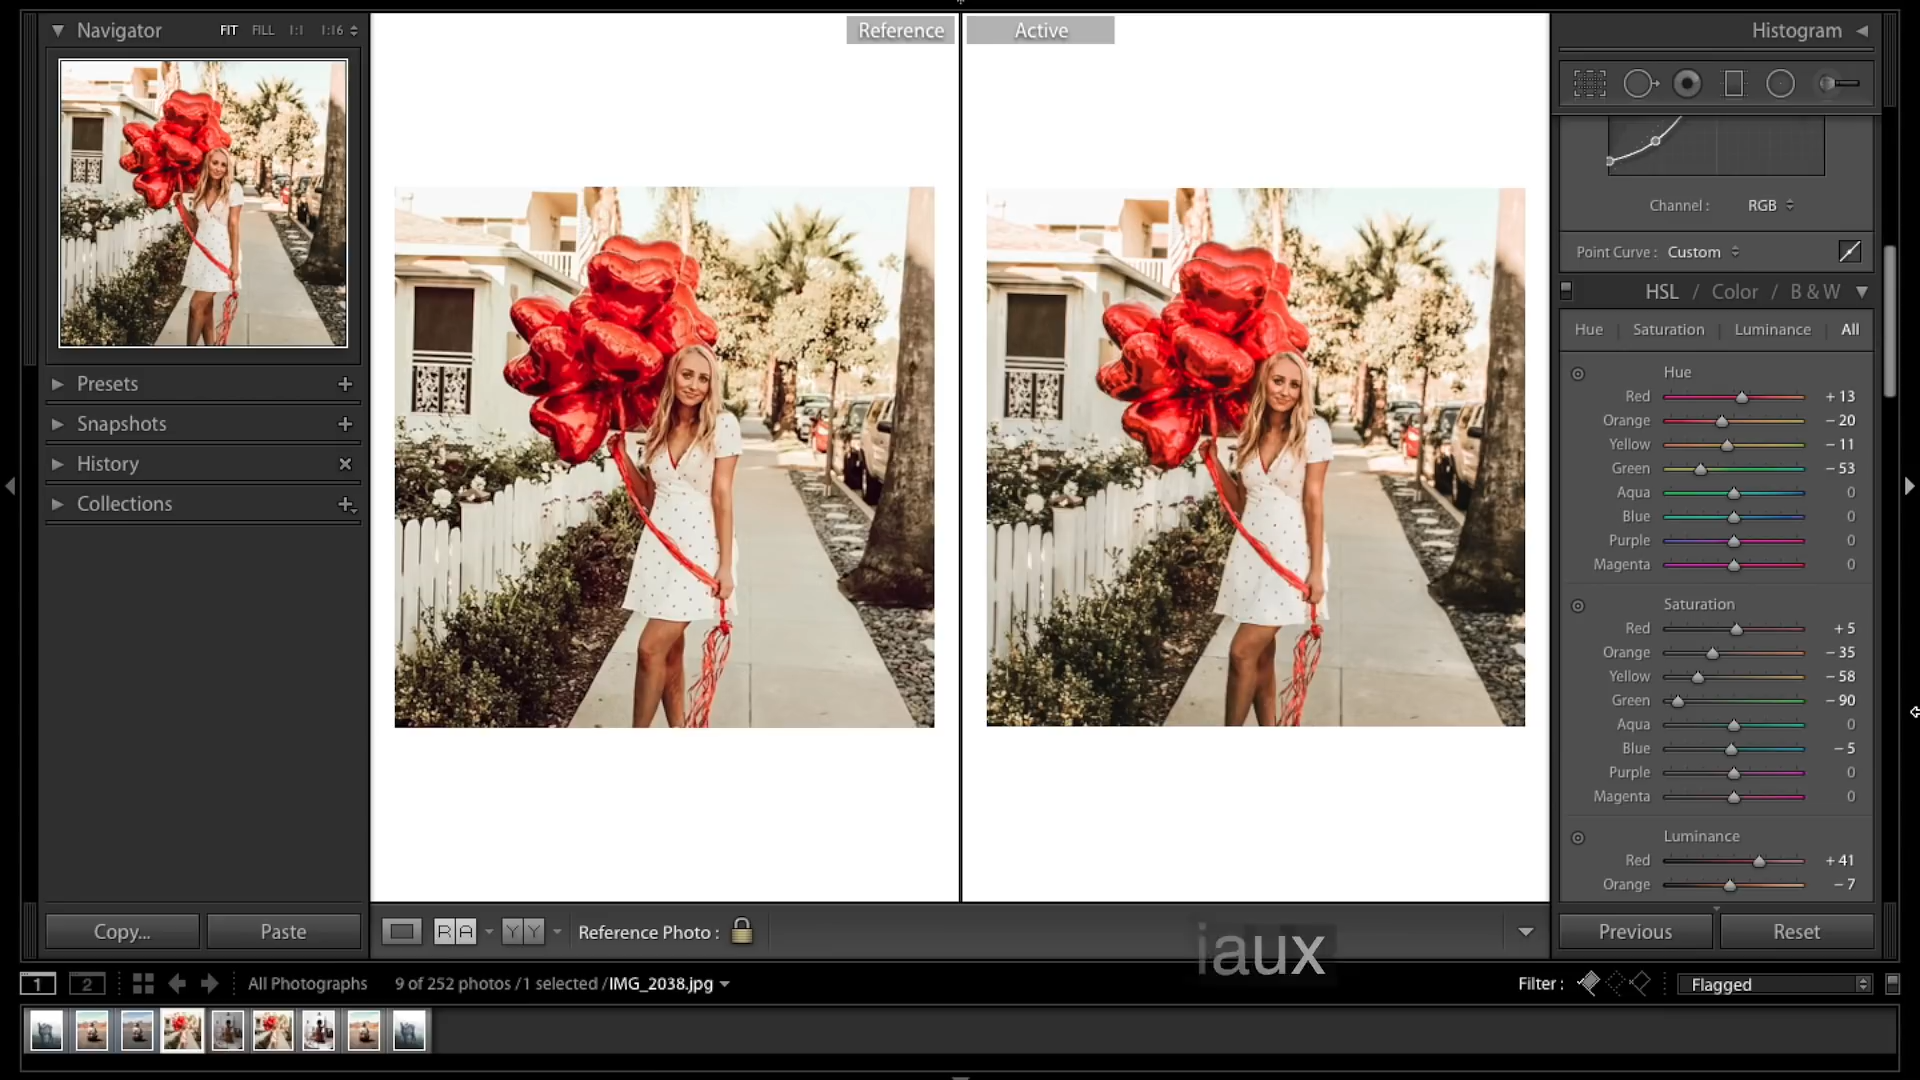 Navigator FIT FILL 1:1 1:16
Reference
Active
Histogram
Presets
Snapshots
History
Collections
Channel : RGB
Point Curve : Custom
HSL / Color / B & W
Hue Saturation Luminance All
Hue
Red + 13
Orange − 20
Yellow − 11
Green − 53
Aqua 0
Blue 0
Purple 0
Magenta 0
Saturation
Red + 5
Orange − 35
Yellow − 58
Green − 90
Aqua 0
Blue − 5
Purple 0
Magenta 0
Luminance
Red + 41
Orange − 7
Copy... Paste
R A Y Y Reference Photo :
iaux
Previous Reset
1 2 All Photographs 9 of 252 photos /1 selected /IMG_2038.jpg
Filter : Flagged